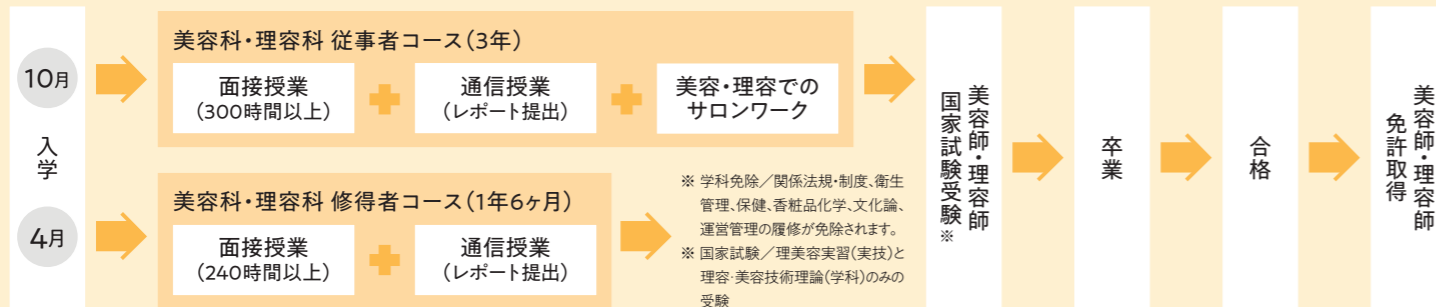 10月
入学
4月
美容科・理容科 従事者コース(3年)
面接授業
(300時間以上)
通信授業
(レポート提出)
美容・理容での
サロンワーク
美容科・理容科 修得者コース(1年6ヶ月)
面接授業
(240時間以上)
通信授業
(レポート提出)
※ 学科免除/関係法規・制度、衛生
管理、保健、香粧品化学、文化論、
運営管理の履修が免除されます。
※ 国家試験/理美容実習(実技)と
理容・美容技術理論(学科)のみの
受験
美容師・理容師
国家試験受験※
卒業
合格
美容師・理容師
免許取得